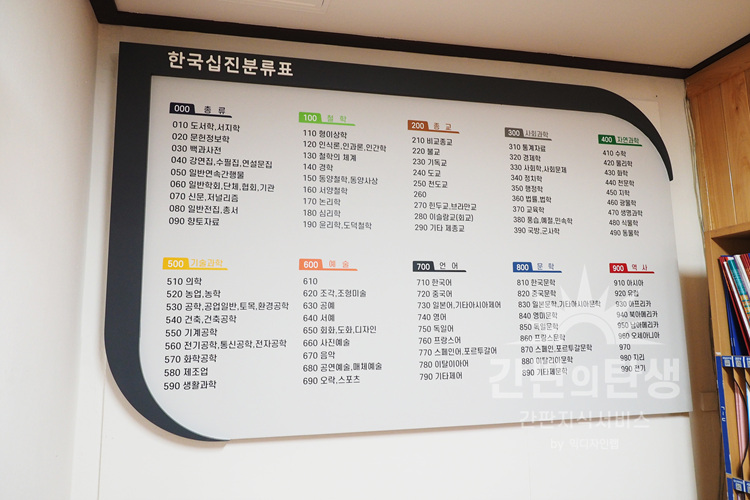 한국십진분류표
000 총 류
010 도서학,서지학
020 문헌정보학
030 백과사전
040 강연집,수필집,연설문집
050 일반연속간행물
060 일반학회,단체,협회,기관
070 신문,저널리즘
080 일반전집,총서
090 향토자료
100 철 학
110 형이상학
120 인식론,인과론,인간학
130 철학의 체계
140 경학
150 동양철학,동양사상
160 서양철학
170 논리학
180 심리학
190 윤리학,도덕철학
200 종 교
210 비교종교
220 불교
230 기독교
240 도교
250 천도교
260
270 힌두교,브라만교
280 이슬람교(회교)
290 기타 제종교
300 사회과학
310 통계자료
320 경제학
330 사회학,사회문제
340 정치학
350 행정학
360 법률,법학
370 교육학
380 풍습,예절,민속학
390 국방,군사학
400 자연과학
410 수학
420 물리학
430 화학
440 천문학
450 지학
460 광물학
470 생명과학
480 식물학
490 동물학
500 기술과학
510 의학
520 농업,농학
530 공학,공업일반,토목,환경공학
540 건축,건축공학
550 기계공학
560 전기공학,통신공학,전자공학
570 화학공학
580 제조업
590 생활과학
600 예 술
610
620 조각,조형미술
630 공예
640 서예
650 회화,도화,디자인
660 사진예술
670 음악
680 공연예술,매체예술
690 오락,스포츠
700 언 어
710 한국어
720 중국어
730 일본어,기타아시아제어
740 영어
750 독일어
760 프랑스어
770 스페인어,포르투갈어
780 이탈리아어
790 기타제어
800 문 학
810 한국문학
820 중국문학
830 일본문학,기타아시아문학
840 영미문학
850 독일문학
860 프랑스문학
870 스페인,포르투갈문학
880 이탈리아문학
890 기타제문학
900 역 사
910 아시아
920 유럽
930 아프리카
940 북아메리카
950 남아메리카
960 오세아니아
970
980 지리
990 전기
간판의탄생
간판지식서비스
by 위디자인랩